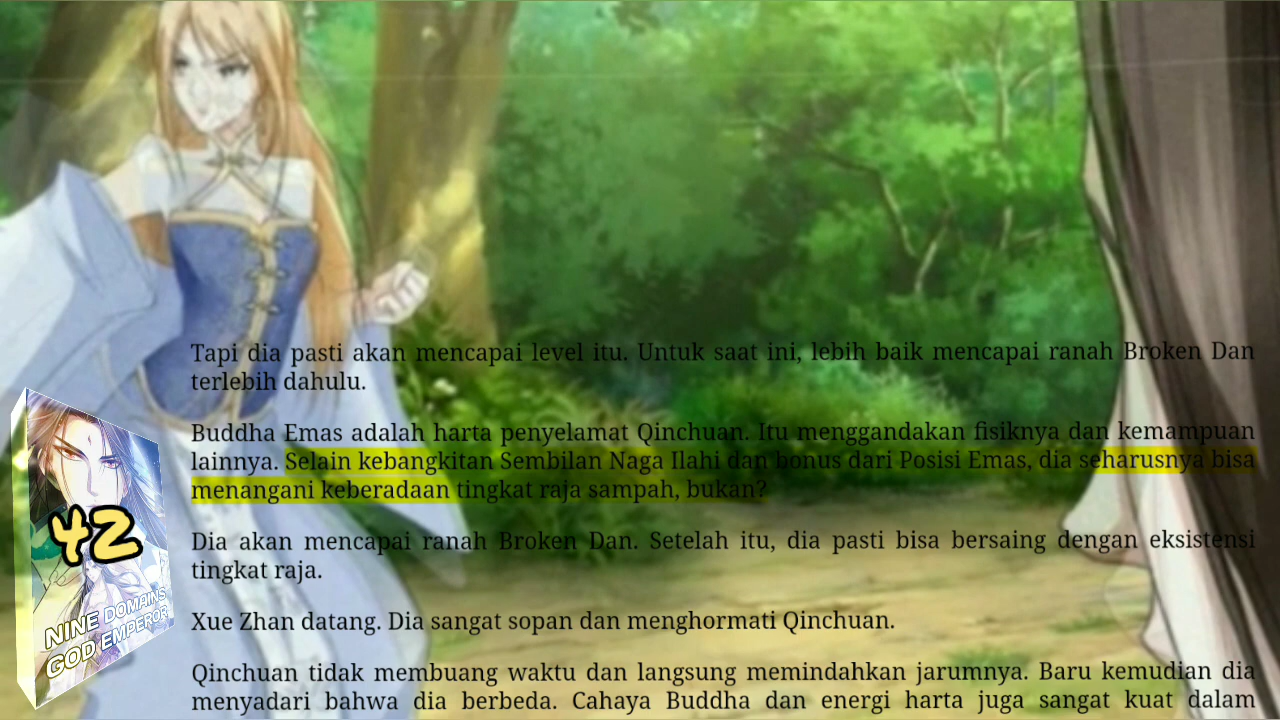 Tapi dia pasti akan mencapai level itu. Untuk saat ini, lebih baik mencapai ranah Broken Dan
terlebih dahulu.
Buddha Emas adalah harta penyelamat Qinchuan. Itu menggandakan fisiknya dan kemampuan
lainnya. Selain kebangkitan Sembilan Naga Ilahi dan bonus dari Posisi Emas, dia seharusnya bisa
menangani keberadaan tingkat raja sampah, bukan?
Dia akan mencapai ranah Broken Dan. Setelah itu, dia pasti bisa bersaing dengan eksistensi
tingkat raja.
Xue Zhan datang. Dia sangat sopan dan menghormati Qinchuan.
Qinchuan tidak membuang waktu dan langsung memindahkan jarumnya. Baru kemudian dia
menyadari bahwa dia berbeda. Cahaya Buddha dan energi harta juga sangat kuat dalam
42
NINE DOMAINS
GOD EMPEROR